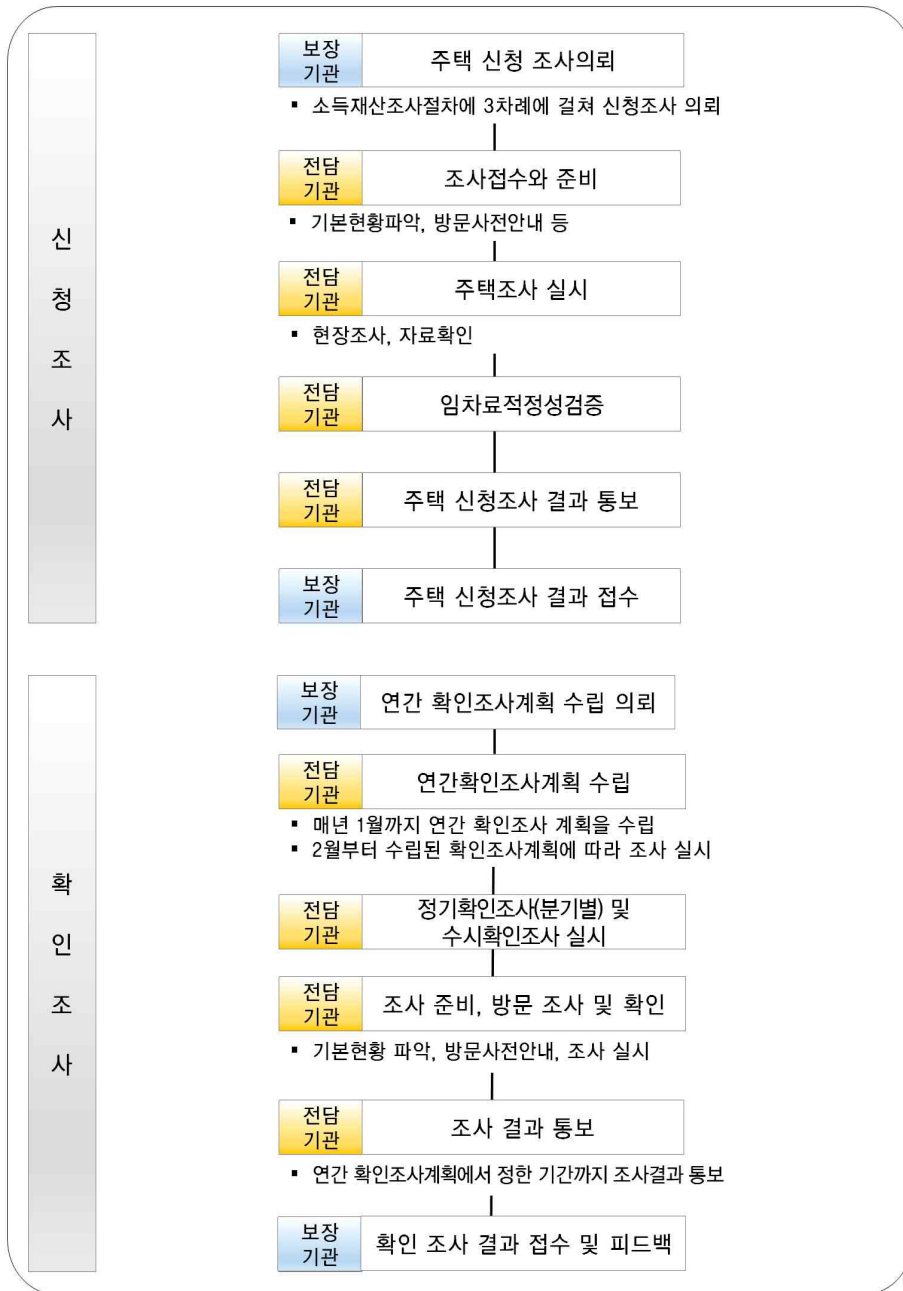 신
청
조
사
보장
기관
주택 신청 조사의뢰
▪ 소득재산조사절차에 3차례에 걸쳐 신청조사 의뢰
전담
기관
조사접수와 준비
▪ 기본현황파악, 방문사전안내 등
전담
기관
주택조사 실시
▪ 현장조사, 자료확인
전담
기관
임차료적정성검증
전담
기관
주택 신청조사 결과 통보
보장
기관
주택 신청조사 결과 접수
확
인
조
사
보장
기관
연간 확인조사계획 수립 의뢰
전담
기관
연간확인조사계획 수립
▪ 매년 1월까지 연간 확인조사 계획을 수립
▪ 2월부터 수립된 확인조사계획에 따라 조사 실시
전담
기관
정기확인조사(분기별) 및
수시확인조사 실시
전담
기관
조사 준비, 방문 조사 및 확인
▪ 기본현황 파악, 방문사전안내, 조사 실시
전담
기관
조사 결과 통보
▪ 연간 확인조사계획에서 정한 기간까지 조사결과 통보
보장
기관
확인 조사 결과 접수 및 피드백